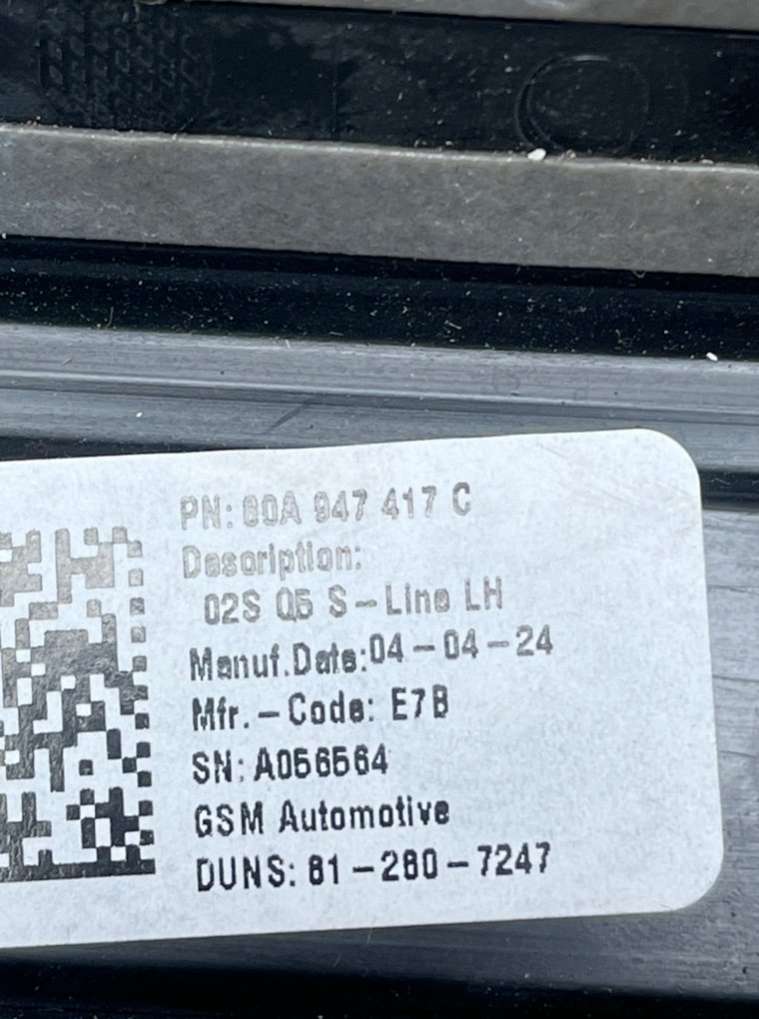 PN: 80A 947 417 C
Description:
02S Q5 S-Line LH
Manuf.Date:04-04-24
Mfr.-Code: E7B
SN: A056564
GSM Automotive
DUNS: 81-280-7247